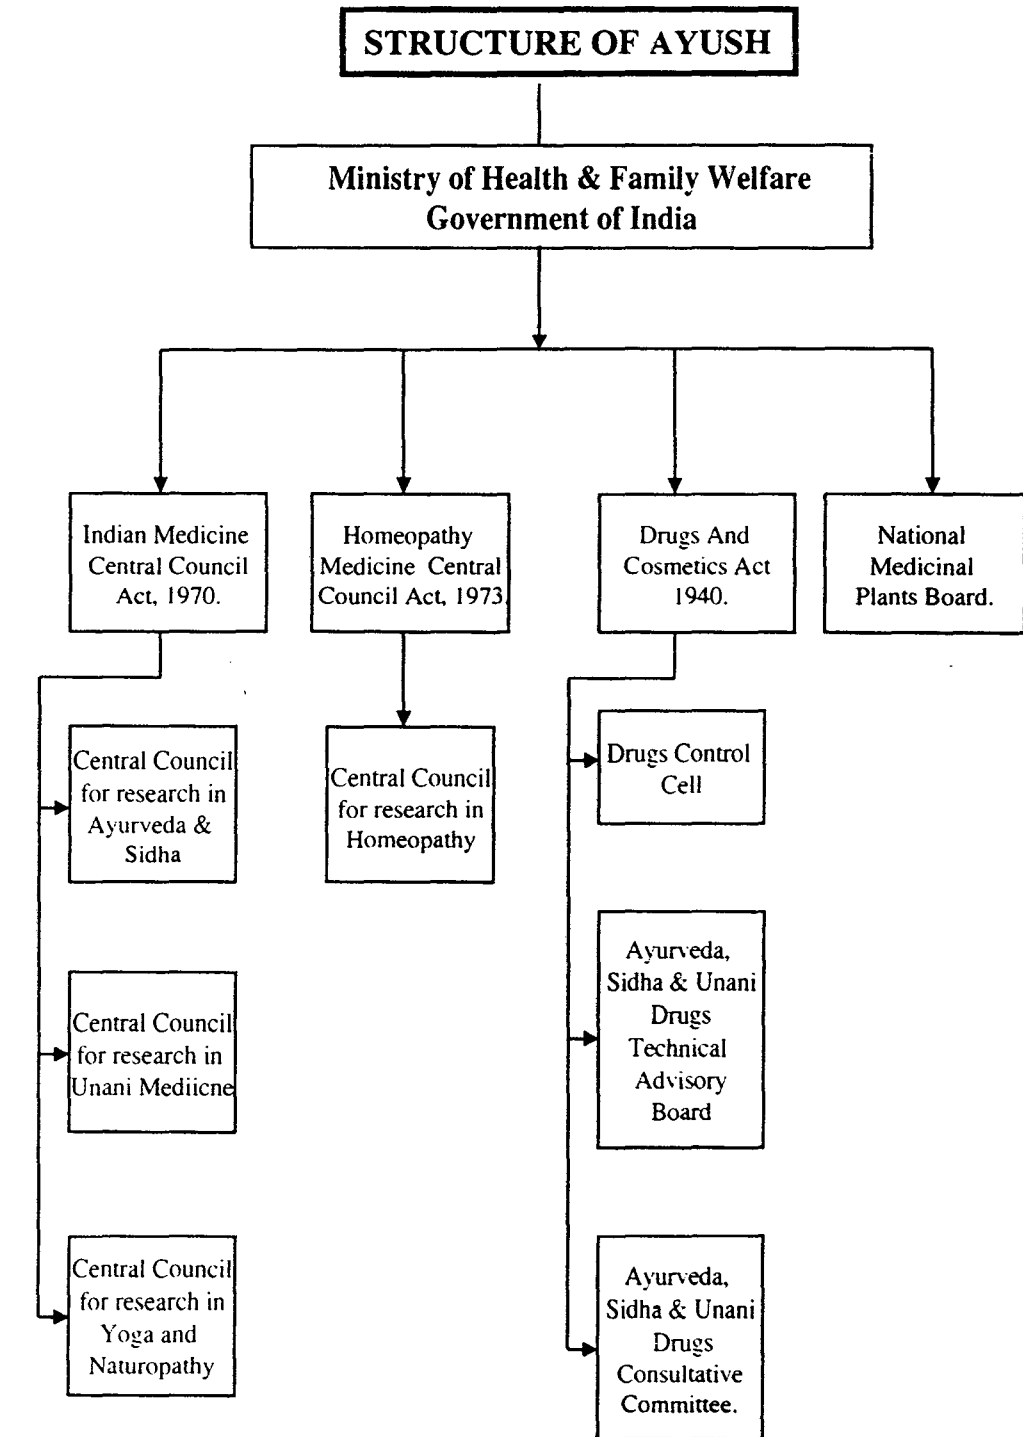 STRUCTURE OF AYUSH
Ministry of Health & Family Welfare
Government of India
Indian Medicine
Central Council
Act, 1970.
Homeopathy
Medicine Central
Council Act, 1973.
Drugs And
Cosmetics Act
1940.
National
Medicinal
Plants Board.
Central Council
for research in
Ayurveda &
Sidha
Central Council
for research in
Unani Mediicne
Central Council
for research in
Yoga and
Naturopathy
Central Council
for research in
Homeopathy
Drugs Control
Cell
Ayurveda,
Sidha & Unani
Drugs
Technical
Advisory
Board
Ayurveda,
Sidha & Unani
Drugs
Consultative
Committee.